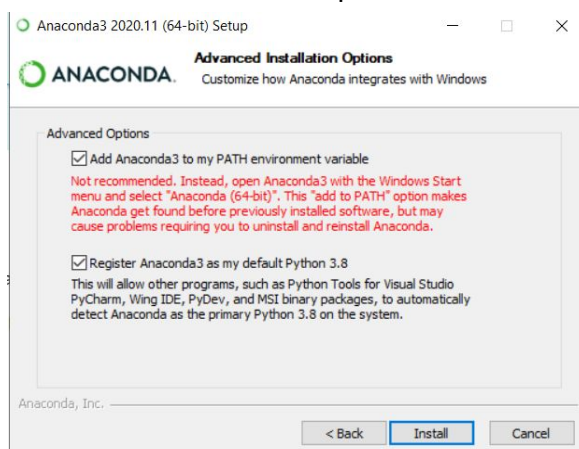 Anaconda3 2020.11 (64-bit) Setup
ANACONDA.
Advanced Installation Options
Customize how Anaconda integrates with Windows
Advanced Options
Add Anaconda3 to my PATH environment variable
Not recommended. Instead, open Anaconda3 with the Windows Start
menu and select "Anaconda (64-bit)". This "add to PATH" option makes
Anaconda get found before previously installed software, but may
cause problems requiring you to uninstall and reinstall Anaconda.
Register Anaconda3 as my default Python 3.8
This will allow other programs, such as Python Tools for Visual Studio
PyCharm, Wing IDE, PyDev, and MSI binary packages, to automatically
detect Anaconda as the primary Python 3.8 on the system.
Anaconda, Inc.
< Back Install Cancel